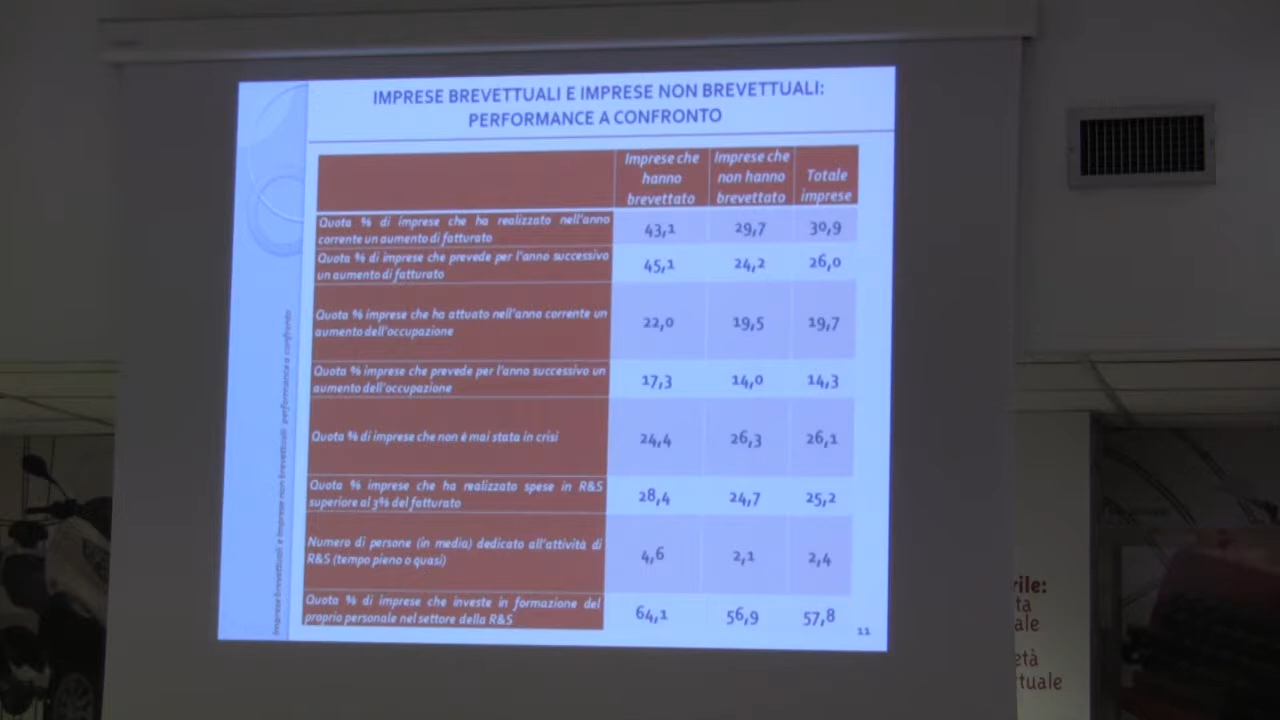 IMPRESE BREVETTUALI E IMPRESE NON BREVETTUALI:
PERFORMANCE A CONFRONTO
Imprese che hanno brevettato
Imprese che non hanno brevettato
Totale imprese
Quota % di imprese che ha realizzato nell'anno
corrente un aumento di fatturato
43,1 29,7 30,9
Quota % di imprese che prevede per l'anno successivo
un aumento di fatturato
45,1 24,2 26,0
Quota % imprese che ha attuato nell'anno corrente un
aumento dell'occupazione
22,0 19,5 19,7
Quota % imprese che prevede per l'anno successivo un
aumento dell'occupazione
17,3 14,0 14,3
Quota % di imprese che non è mai stata in crisi
24,4 26,3 26,1
Quota % imprese che ha realizzato spese in R&S
superiore al 3% del fatturato
28,4 24,7 25,2
Numero di persone (in media) dedicato all'attività di
R&S (tempo pieno o quasi)
4,6 2,1 2,4
Quota % di imprese che investe in formazione del
proprio personale nel settore della R&S
64,1 56,9 57,8
11
Imprese brevettuali e imprese non brevettuali performance a confronto
rile:
ta
ale
età
tuale